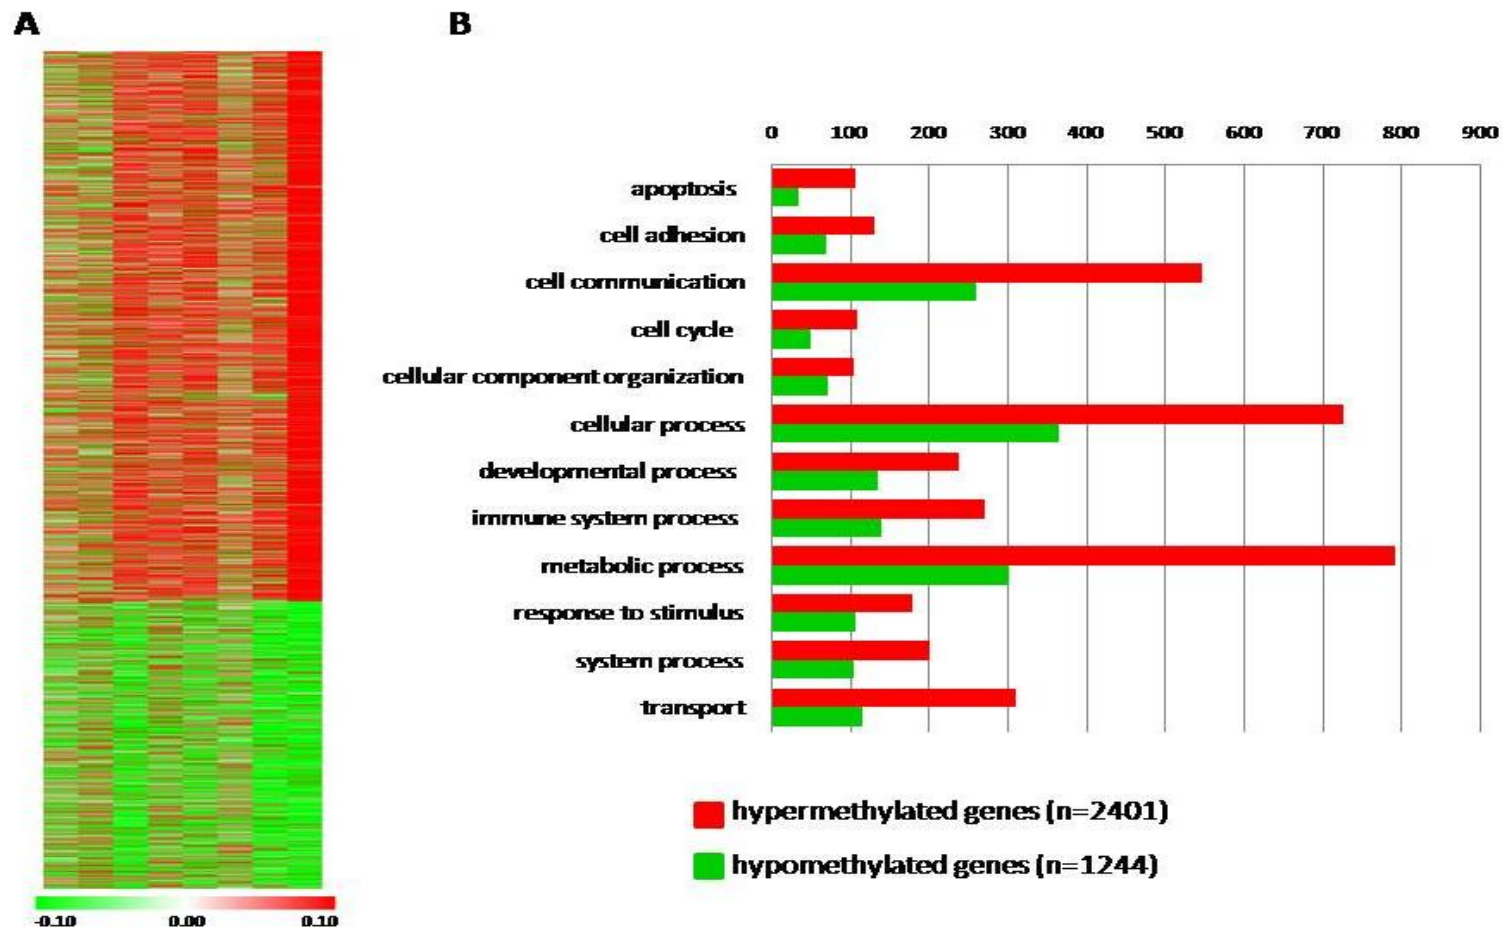 A
B
0 100 200 300 400 500 600 700 800 900
apoptosis
cell adhesion
cell communication
cell cycle
cellular component organization
cellular process
developmental process
immune system process
metabolic process
response to stimulus
system process
transport
hypermethylated genes (n=2401)
hypomethylated genes (n=1244)
-0.10 0.00 0.10